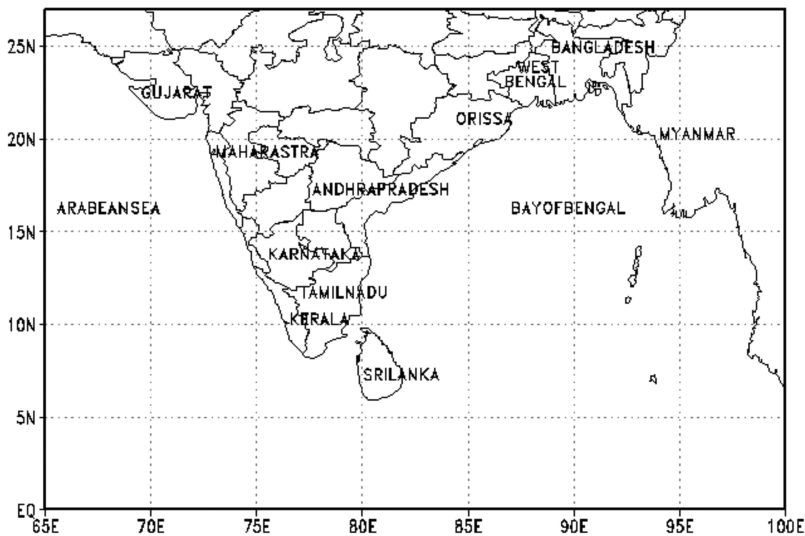 25N
BANGLADESH
WEST
BENGAL
GUJARAT
ORISSA
20N
MYANMAR
MAHARASTRA
ANDHRAPRADESH
ARABEANSEA
BAYOFBENGAL
15N
KARNATAKA
TAMILNADU
10N
KERALA
SRILANKA
5N
EQ
65E 70E 75E 80E 85E 90E 95E 100E